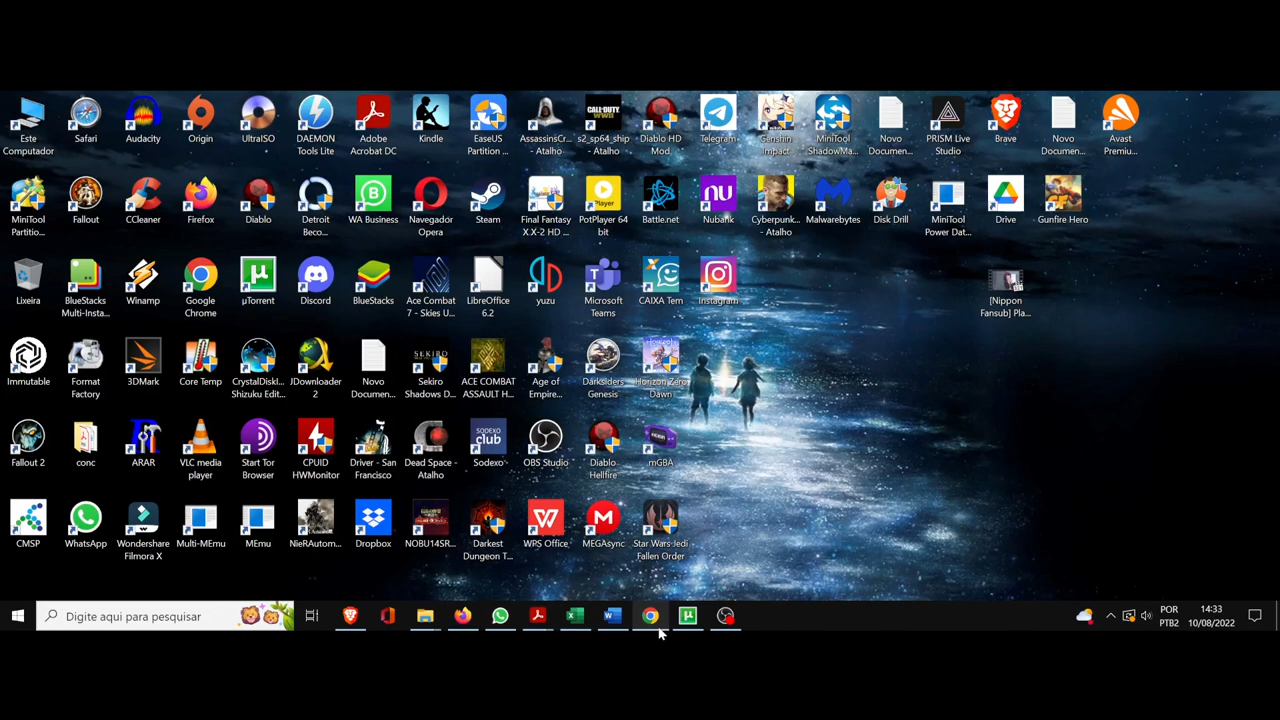 Este
Computador
Safari
Audacity
Origin
UltraISO
DAEMON
Tools Lite
Adobe
Acrobat DC
Kindle
EaseUS
Partition ...
AssassinsCr...
- Atalho
CALL·DUTY
WWII
s2_sp64_ship
- Atalho
Diablo HD
Mod
Telegram
Genshin
Impact
MiniTool
ShadowMa...
Novo
Documen...
PRISM Live
Studio
Brave
Novo
Documen...
Avast
Premiu...
MiniTool
Partitio...
Fallout
CCleaner
Firefox
Diablo
Detroit
Beco...
WA Business
Navegador
Opera
Steam
Final Fantasy
X X-2 HD ...
Player
PotPlayer 64
bit
Battle.net
nu
Nubank
Cyberpunk...
- Atalho
Malwarebytes
Disk Drill
MiniTool
Power Dat...
Drive
Gunfire Hero
Lixeira
BlueStacks
Multi-Insta...
Winamp
Google
Chrome
µTorrent
Discord
BlueStacks
Ace Combat
7 - Skies U...
LibreOffice
6.2
yuzu
Microsoft
Teams
CAIXA Tem
Instagram
[Nippon
Fansub] Pla...
Immutable
Format
Factory
3DMark
Core Temp
CrystalDiskI...
Shizuku Edit...
JDownloader
2
Novo
Documen...
SEKIRO
Sekiro
Shadows D...
ACE COMBAT
ASSAULT H...
Age of
Empire...
Darksiders
Genesis
Horizon Zero
Dawn
Fallout 2
conc
ARAR
VLC media
player
Start Tor
Browser
CPUID
HWMonitor
Driver - San
Francisco
Dead Space -
Atalho
SODEXO
club
Sodexo
OBS Studio
Diablo
Hellfire
mGBA
CMSP
WhatsApp
Wondershare
Filmora X
Multi-MEmu
MEmu
NieRAutom...
Dropbox
NOBU14SR...
Darkest
Dungeon T...
WPS Office
MEGAsync
Star Wars Jedi
Fallen Order
Digite aqui para pesquisar
POR
PTB2
14:33
10/08/2022